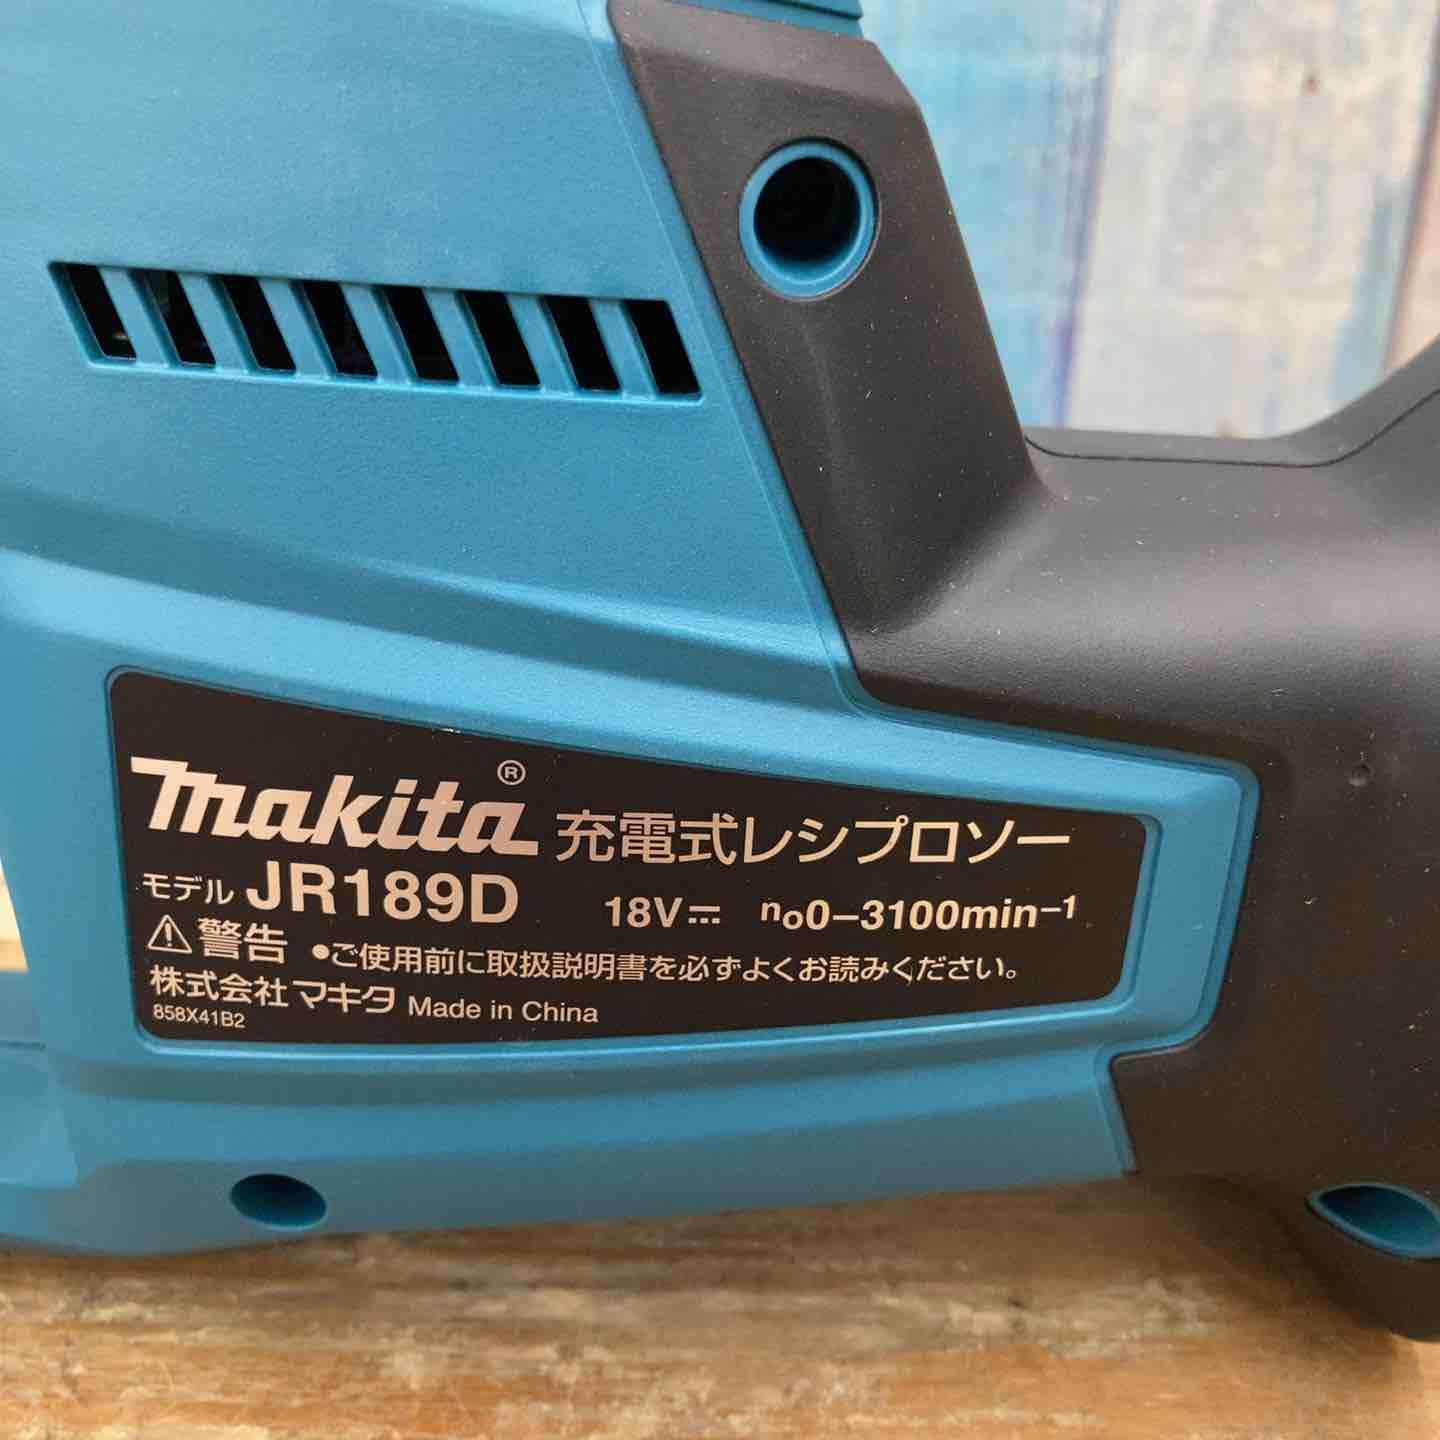 makita® 充電式レシプロソー
モデル JR189D 18V⎓ n₀0−3100min⁻¹
⚠警告 ●ご使用前に取扱説明書を必ずよくお読みください。
株式会社マキタ Made in China
858X41B2